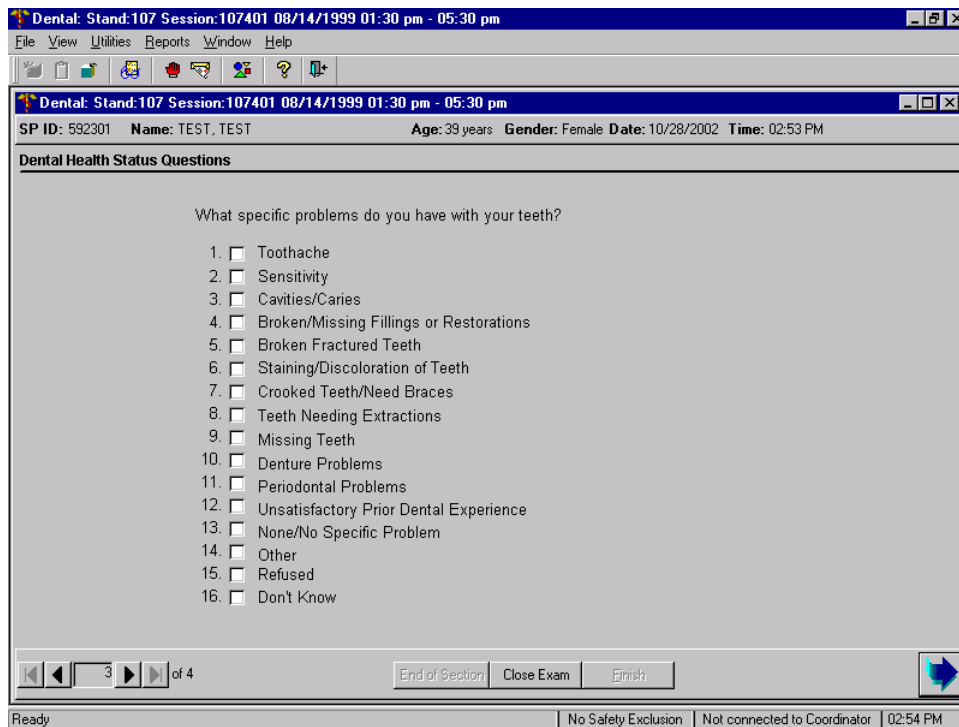 Dental: Stand:107 Session:107401 08/14/1999 01:30 pm - 05:30 pm
File View Utilities Reports Window Help
Dental: Stand:107 Session:107401 08/14/1999 01:30 pm - 05:30 pm
SP ID: 592301 Name: TEST, TEST Age: 39 years Gender: Female Date: 10/28/2002 Time: 02:53 PM
Dental Health Status Questions
What specific problems do you have with your teeth?
1. Toothache
2. Sensitivity
3. Cavities/Caries
4. Broken/Missing Fillings or Restorations
5. Broken Fractured Teeth
6. Staining/Discoloration of Teeth
7. Crooked Teeth/Need Braces
8. Teeth Needing Extractions
9. Missing Teeth
10. Denture Problems
11. Periodontal Problems
12. Unsatisfactory Prior Dental Experience
13. None/No Specific Problem
14. Other
15. Refused
16. Don't Know
3 of 4 End of Section Close Exam Finish
Ready No Safety Exclusion Not connected to Coordinator 02:54 PM